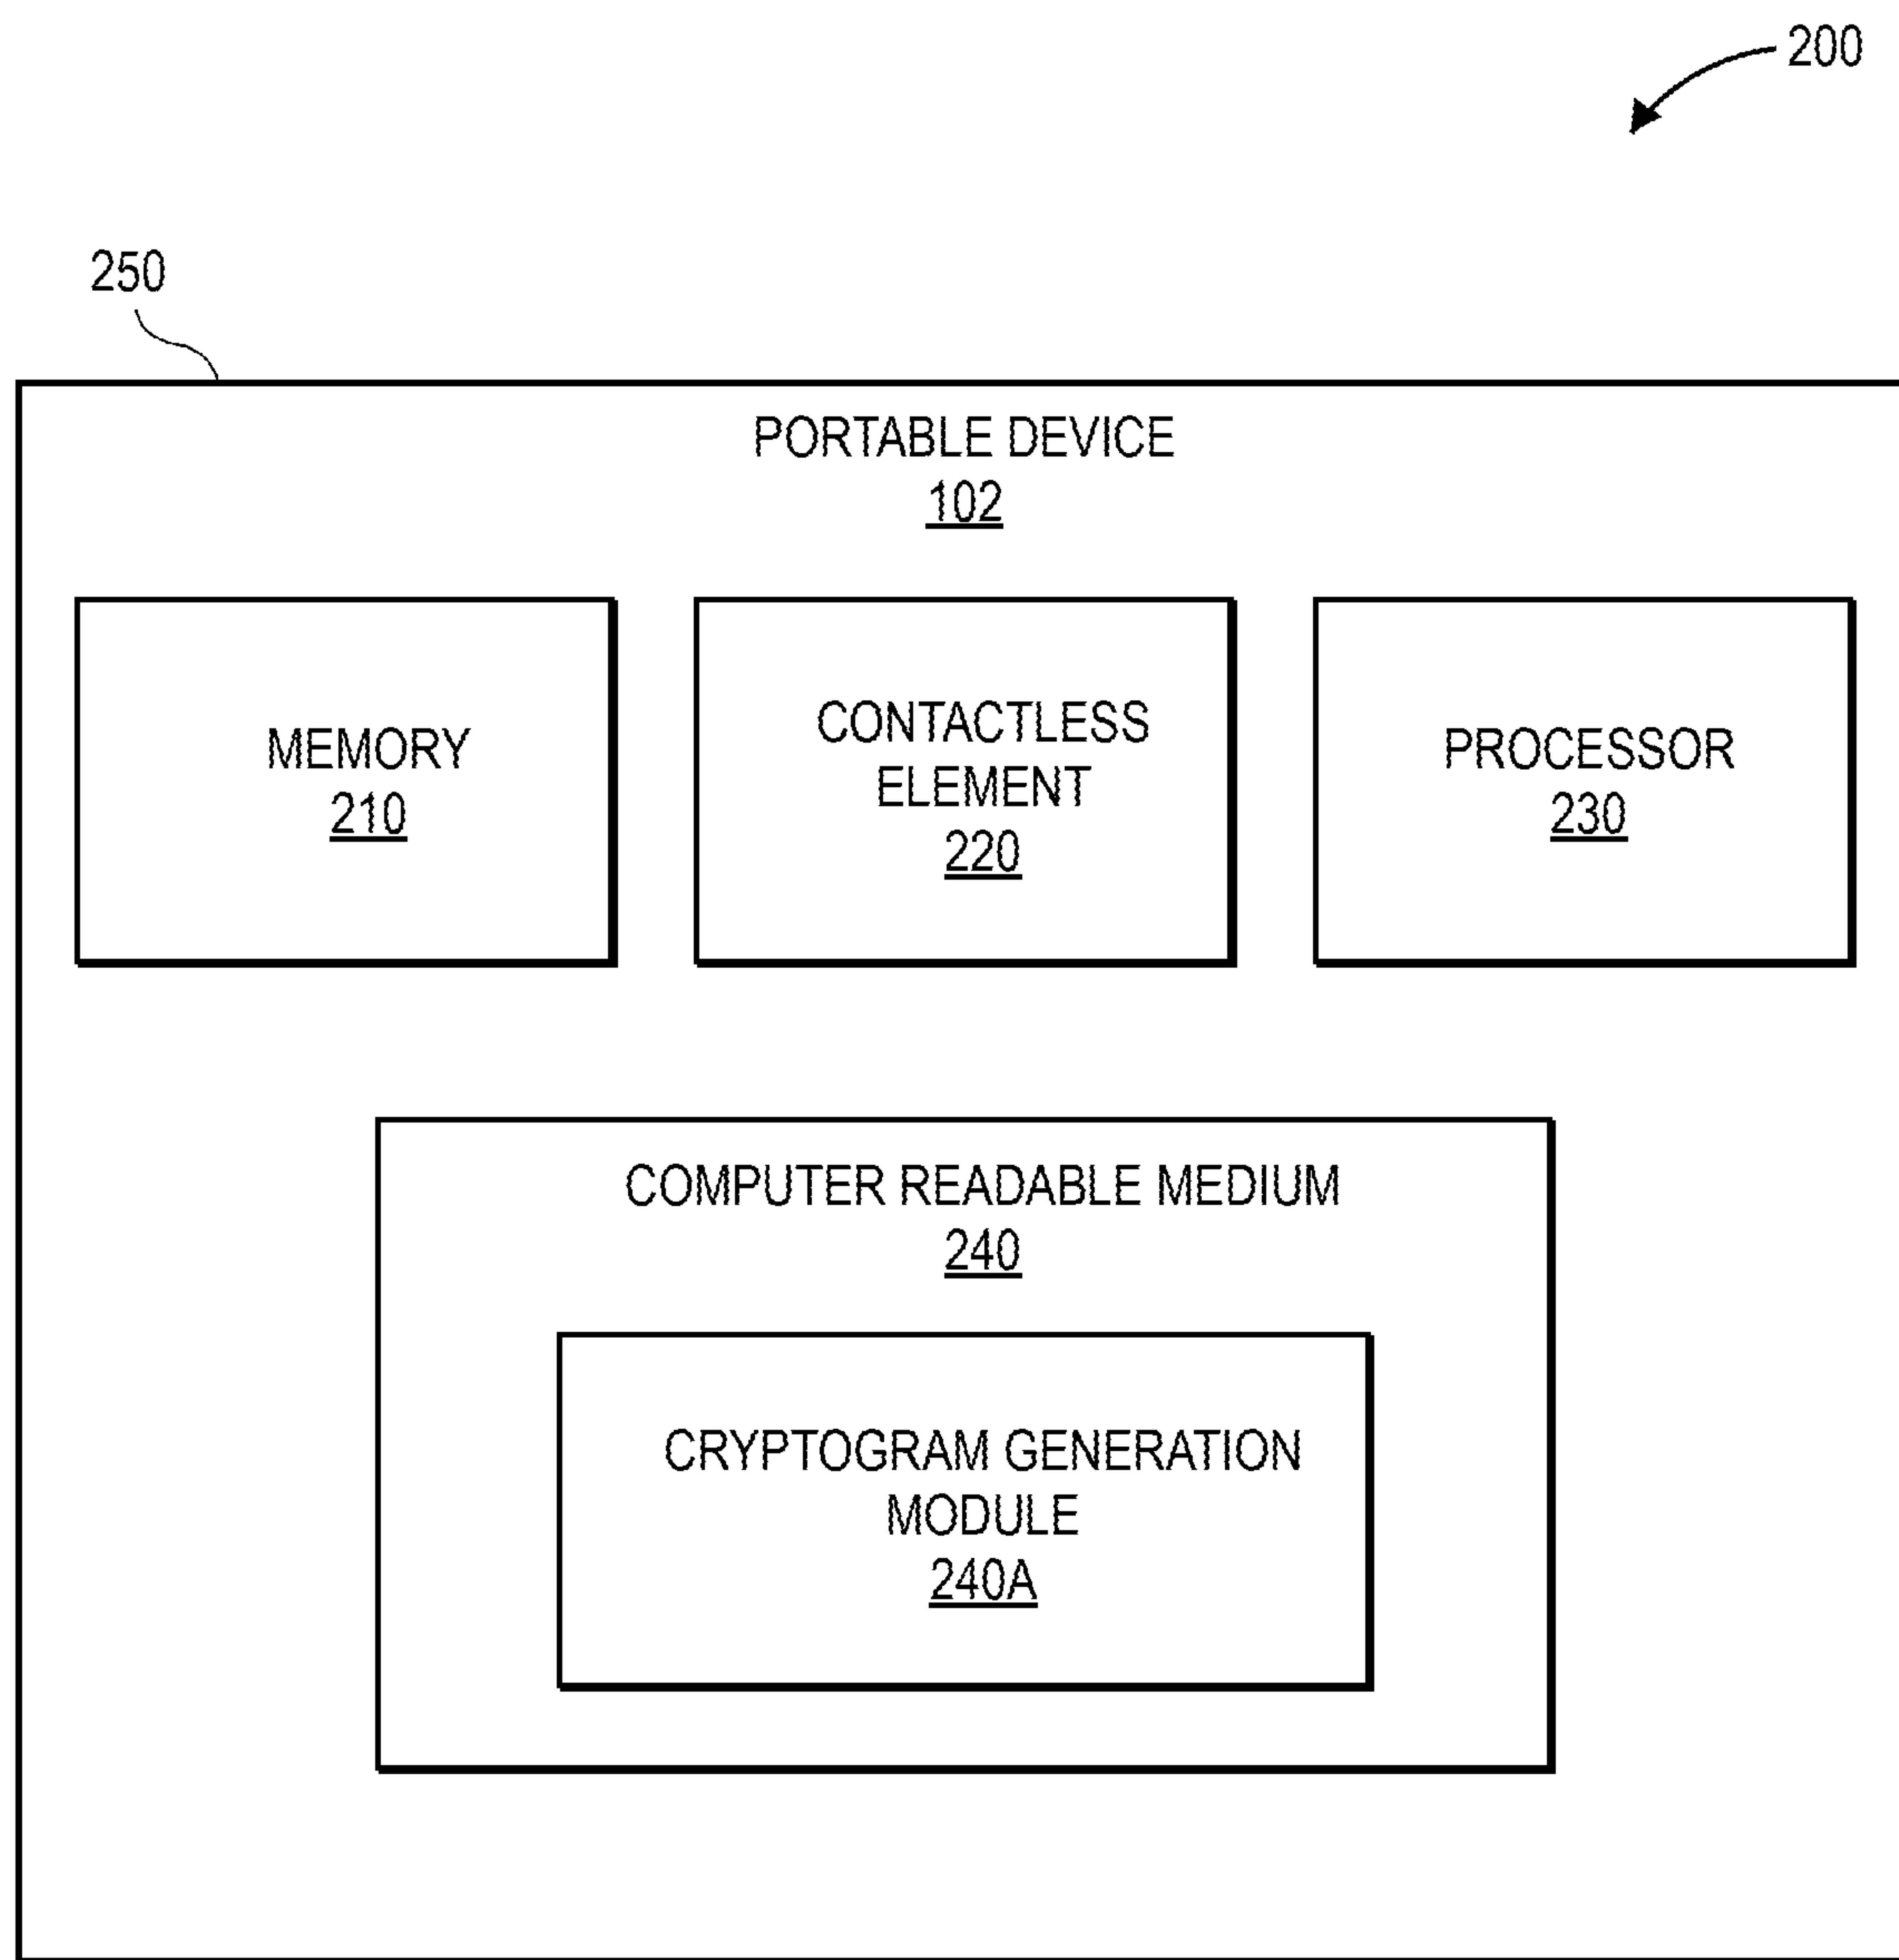 200
250
PORTABLE DEVICE
102
MEMORY
210
CONTACTLESS
ELEMENT
220
PROCESSOR
230
COMPUTER READABLE MEDIUM
240
CRYPTOGRAM GENERATION
MODULE
240A